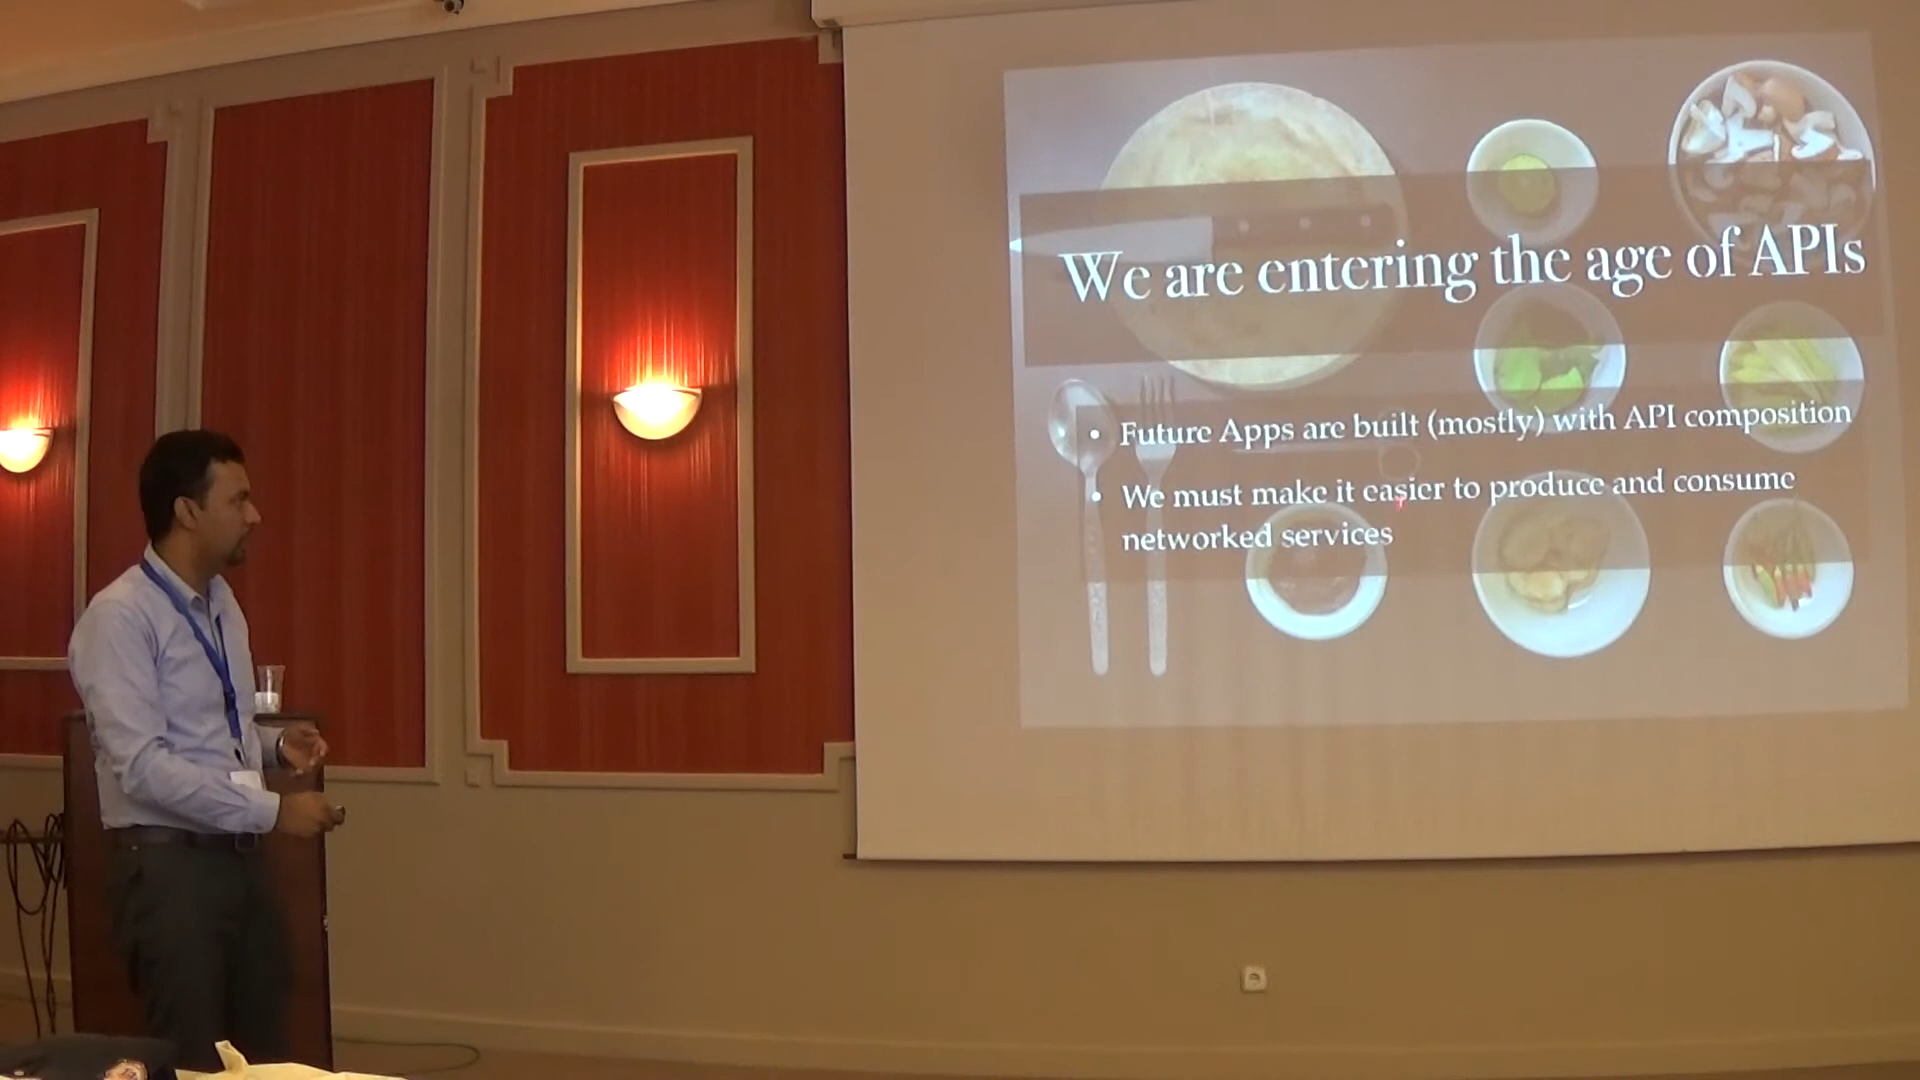 We are entering the age of APIs
• Future Apps are built (mostly) with API composition
• We must make it easier to produce and consume
networked services